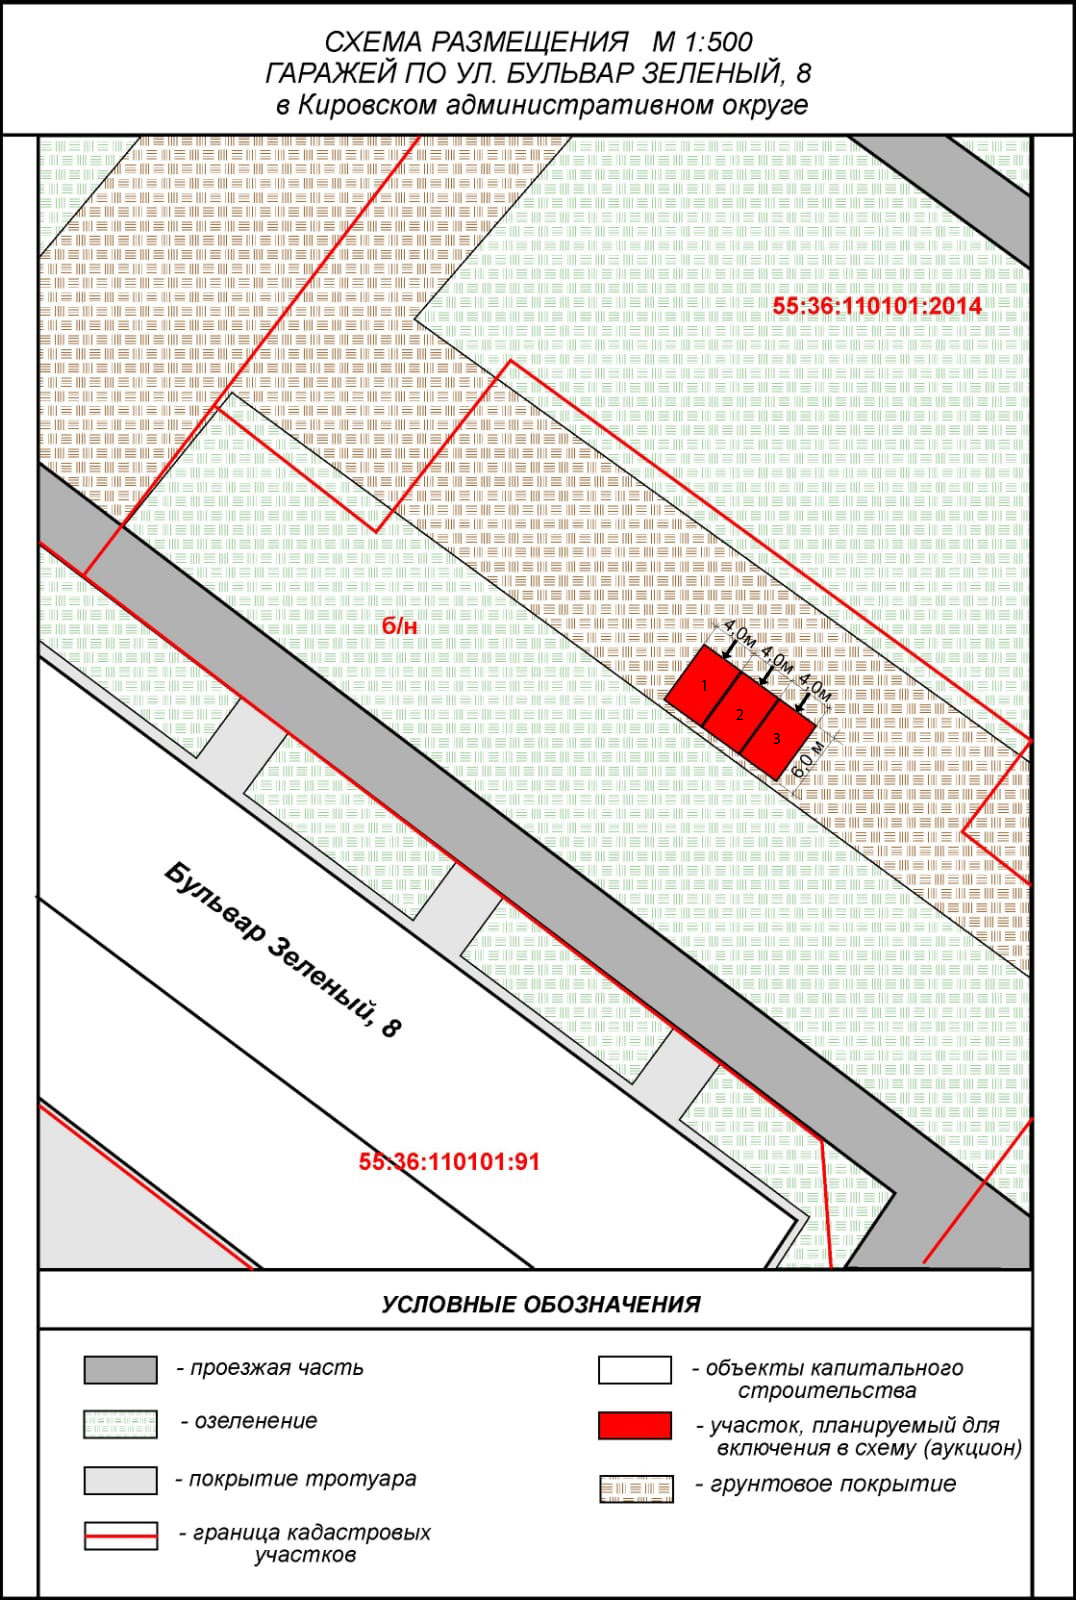 СХЕМА РАЗМЕЩЕНИЯ М 1:500
ГАРАЖЕЙ ПО УЛ. БУЛЬВАР ЗЕЛЕНЫЙ, 8
в Кировском административном округе
55:36:110101:2014
б/н
4,0м
4,0м
4,0м
1
2
3
6,0 м
Бульвар Зеленый, 8
55:36:110101:91
УСЛОВНЫЕ ОБОЗНАЧЕНИЯ
- проезжая часть
- озеленение
- покрытие тротуара
- граница кадастровых
участков
- объекты капитального
строительства
- участок, планируемый для
включения в схему (аукцион)
- грунтовое покрытие